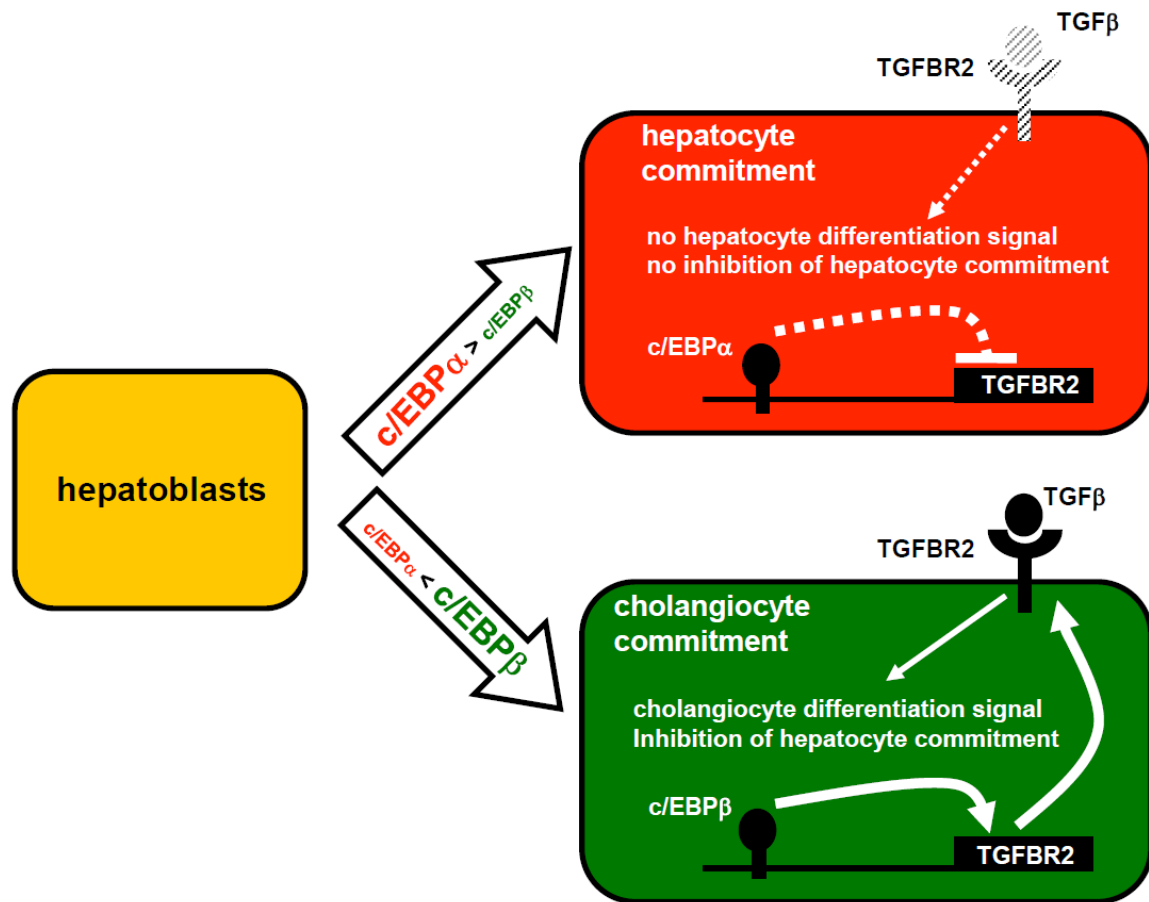 TGFβ
TGFBR2
hepatocyte
commitment
no hepatocyte differentiation signal
no inhibition of hepatocyte commitment
c/EBPα
TGFBR2
c/EBPα > c/EBPβ
hepatoblasts
c/EBPα < c/EBPβ
TGFβ
TGFBR2
cholangiocyte
commitment
cholangiocyte differentiation signal
Inhibition of hepatocyte commitment
c/EBPβ
TGFBR2